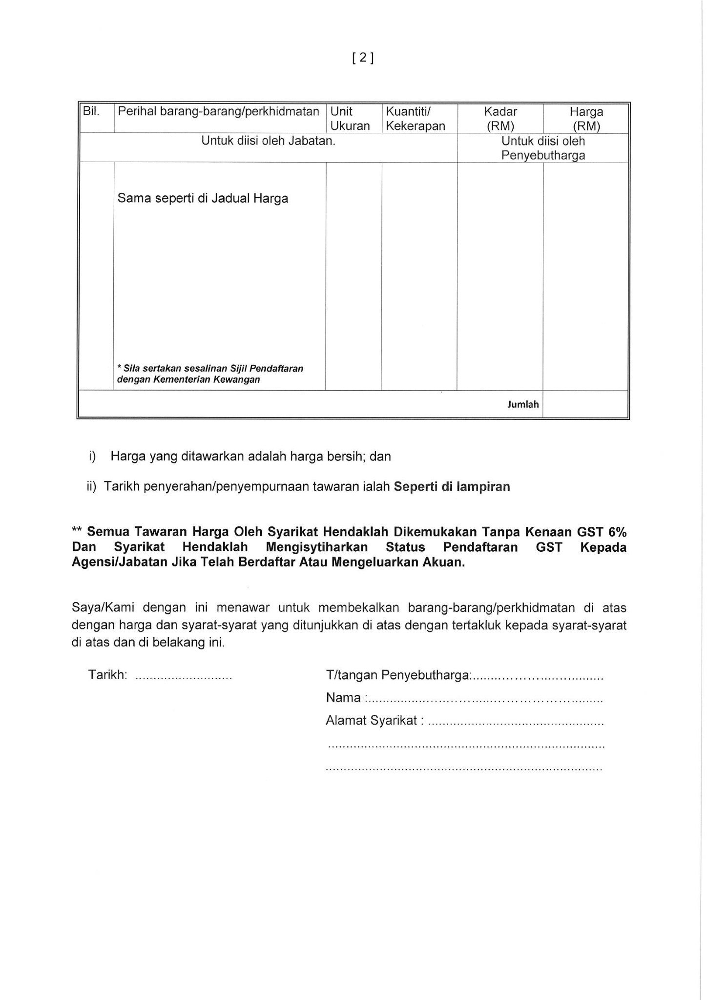 [ 2 ]
Bil. Perihal barang-barang/perkhidmatan Unit Ukuran Kuantiti/ Kekerapan Kadar (RM) Harga (RM)
Untuk diisi oleh Jabatan. Untuk diisi oleh Penyebutharga
Sama seperti di Jadual Harga
* Sila sertakan sesalinan Sijil Pendaftaran
dengan Kementerian Kewangan
Jumlah
i) Harga yang ditawarkan adalah harga bersih; dan
ii) Tarikh penyerahan/penyempurnaan tawaran ialah Seperti di lampiran
** Semua Tawaran Harga Oleh Syarikat Hendaklah Dikemukakan Tanpa Kenaan GST 6%
Dan Syarikat Hendaklah Mengisytiharkan Status Pendaftaran GST Kepada
Agensi/Jabatan Jika Telah Berdaftar Atau Mengeluarkan Akuan.
Saya/Kami dengan ini menawar untuk membekalkan barang-barang/perkhidmatan di atas
dengan harga dan syarat-syarat yang ditunjukkan di atas dengan tertakluk kepada syarat-syarat
di atas dan di belakang ini.
Tarikh: ........................... T/tangan Penyebutharga:.....................................
Nama :.................................................................
Alamat Syarikat : .................................................
.............................................................................
.............................................................................